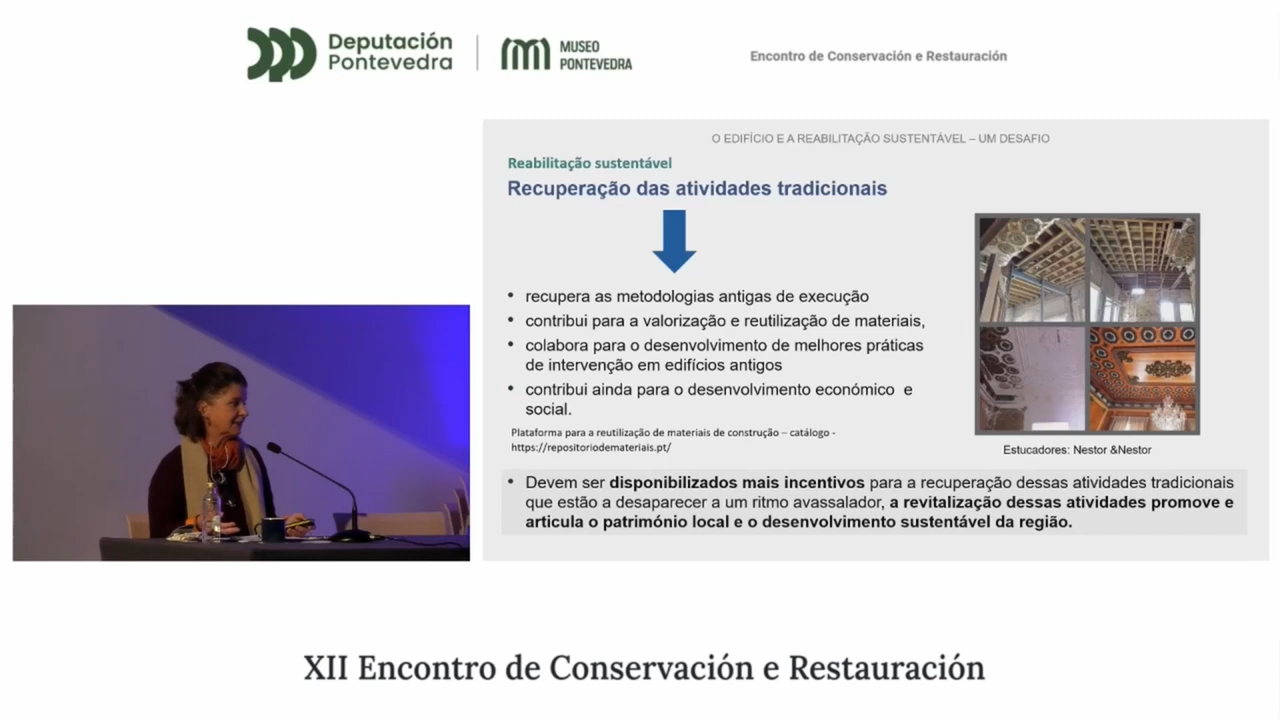 Deputación
Pontevedra
MUSEO
PONTEVEDRA
Encontro de Conservación e Restauración
O EDIFÍCIO E A REABILITAÇÃO SUSTENTÁVEL – UM DESAFIO
Reabilitação sustentável
Recuperação das atividades tradicionais
• recupera as metodologias antigas de execução
• contribui para a valorização e reutilização de materiais,
• colabora para o desenvolvimento de melhores práticas
de intervenção em edifícios antigos
• contribui ainda para o desenvolvimento económico e
social.
Plataforma para a reutilização de materiais de construção – catálogo -
https://repositoriodemateriais.pt/
Estucadores: Nestor &Nestor
• Devem ser disponibilizados mais incentivos para a recuperação dessas atividades tradicionais
que estão a desaparecer a um ritmo avassalador, a revitalização dessas atividades promove e
articula o património local e o desenvolvimento sustentável da região.
XII Encontro de Conservación e Restauración